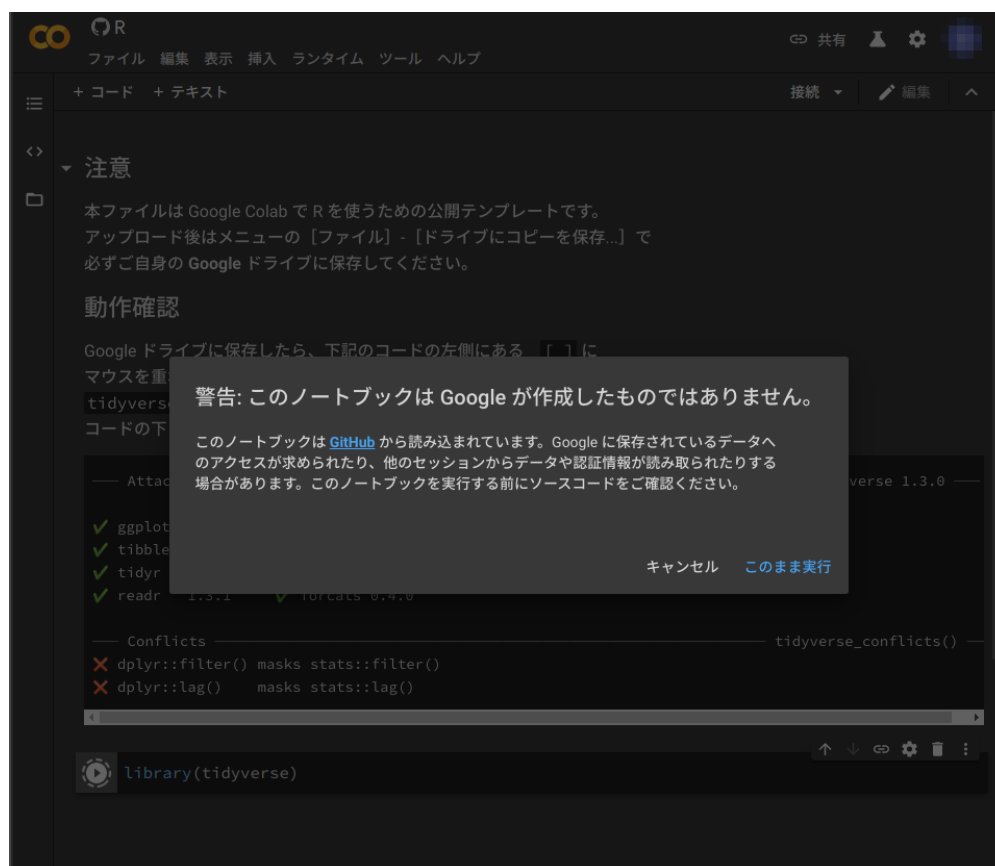 R
ファイル 編集 表示 挿入 ランタイム ツール ヘルプ
共有
+ コード + テキスト
接続
編集
注意
本ファイルは Google Colab で R を使うための公開テンプレートです。
アップロード後はメニューの［ファイル］-［ドライブにコピーを保存...］で
必ずご自身の Google ドライブに保存してください。
動作確認
Google ドライブに保存したら、下記のコードの左側にある [ ] に
マウスを重
tidyvers
コードの下
警告: このノートブックは Google が作成したものではありません。
このノートブックは GitHub から読み込まれています。Google に保存されているデータへ
のアクセスが求められたり、他のセッションからデータや認証情報が読み取られたりする
場合があります。このノートブックを実行する前にソースコードをご確認ください。
キャンセル このまま実行
── Attac
verse 1.3.0 ──
✔ ggplot
✔ tibble
✔ tidyr
✔ readr 1.3.1 ✔ forcats 0.4.0
── Conflicts ── tidyverse_conflicts() ──
✖ dplyr::filter() masks stats::filter()
✖ dplyr::lag() masks stats::lag()
library(tidyverse)